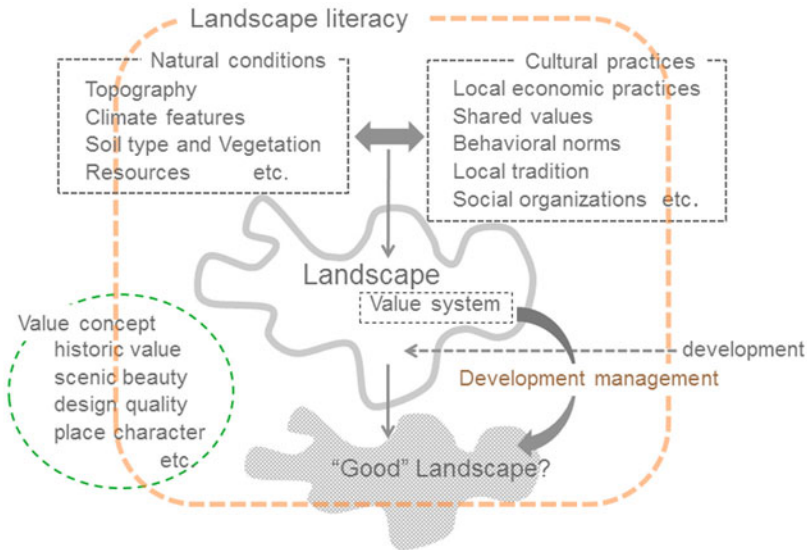 Landscape literacy
Natural conditions
Topography
Climate features
Soil type and Vegetation
Resources etc.
Cultural practices
Local economic practices
Shared values
Behavioral norms
Local tradition
Social organizations etc.
Landscape
Value system
Value concept
historic value
scenic beauty
design quality
place character
etc.
development
Development management
“Good” Landscape?